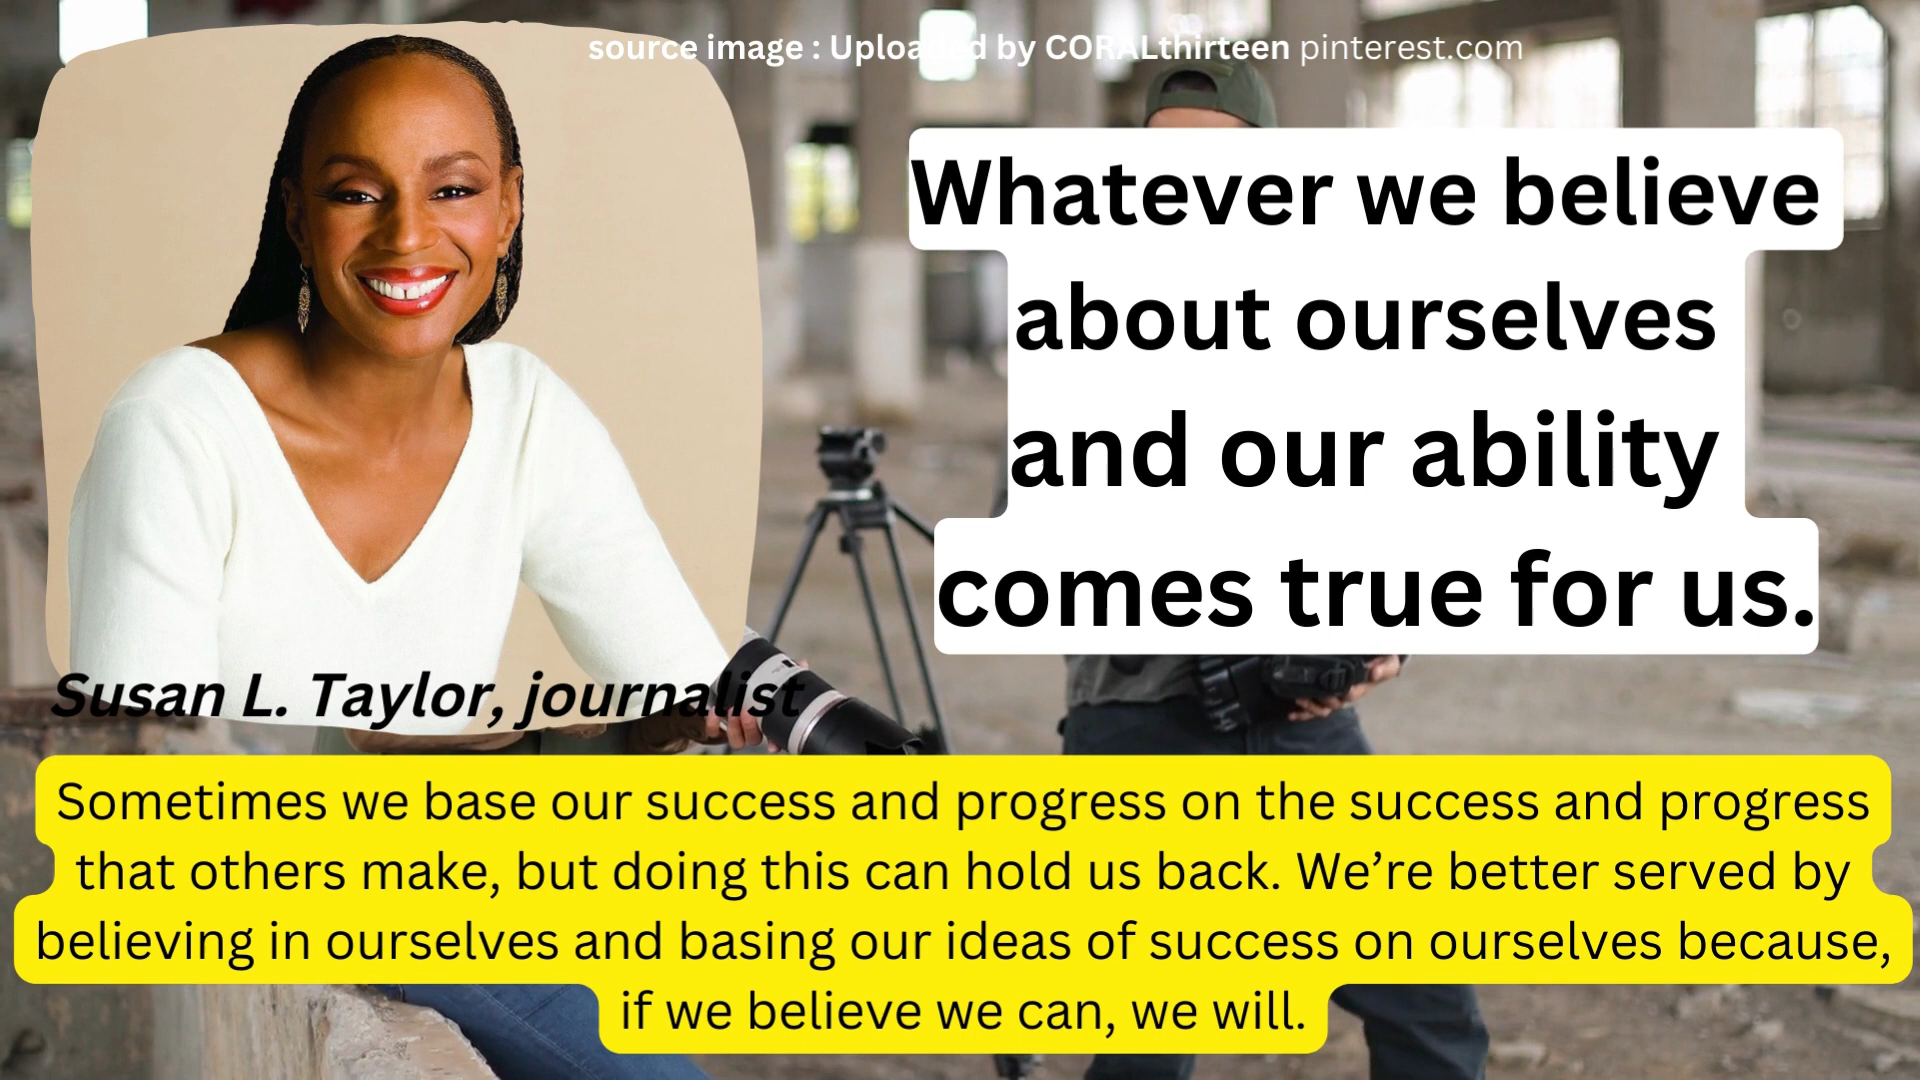 source image : Uploaded by CORALthirteen pinterest.com
Whatever we believe
about ourselves
and our ability
comes true for us.
Susan L. Taylor, journalist
Sometimes we base our success and progress on the success and progress
that others make, but doing this can hold us back. We’re better served by
believing in ourselves and basing our ideas of success on ourselves because,
if we believe we can, we will.